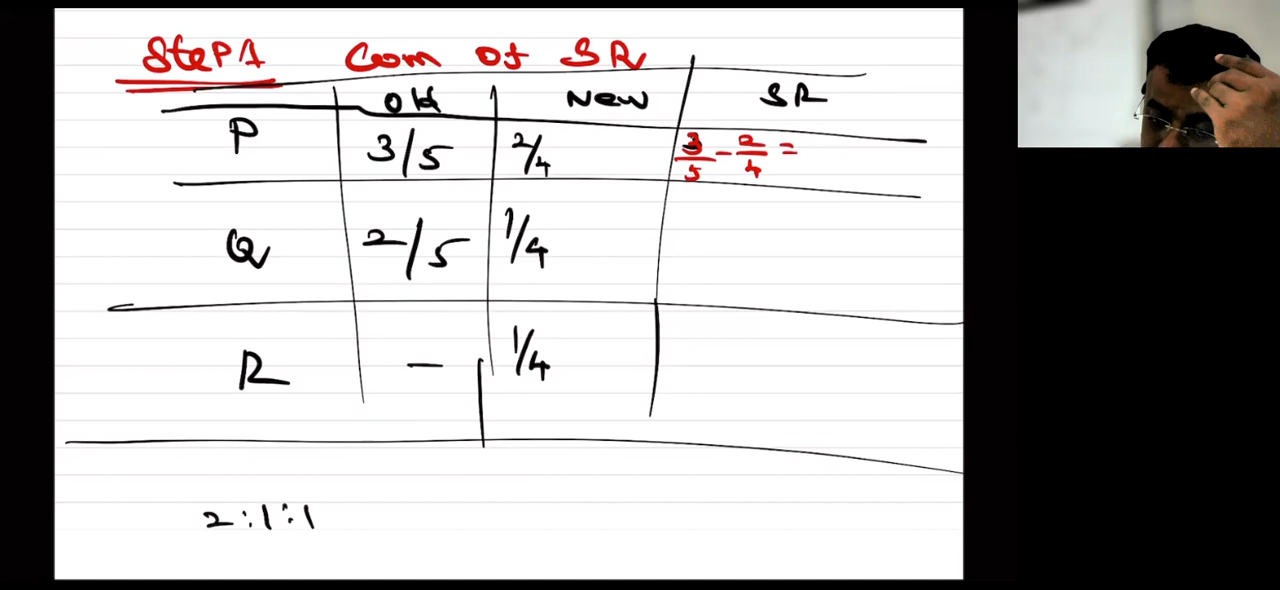 Step 1 Com of SR
Old New SR
P 3/5 2/4 3/5 - 2/4 =
Q 2/5 1/4
R - 1/4
2:1:1